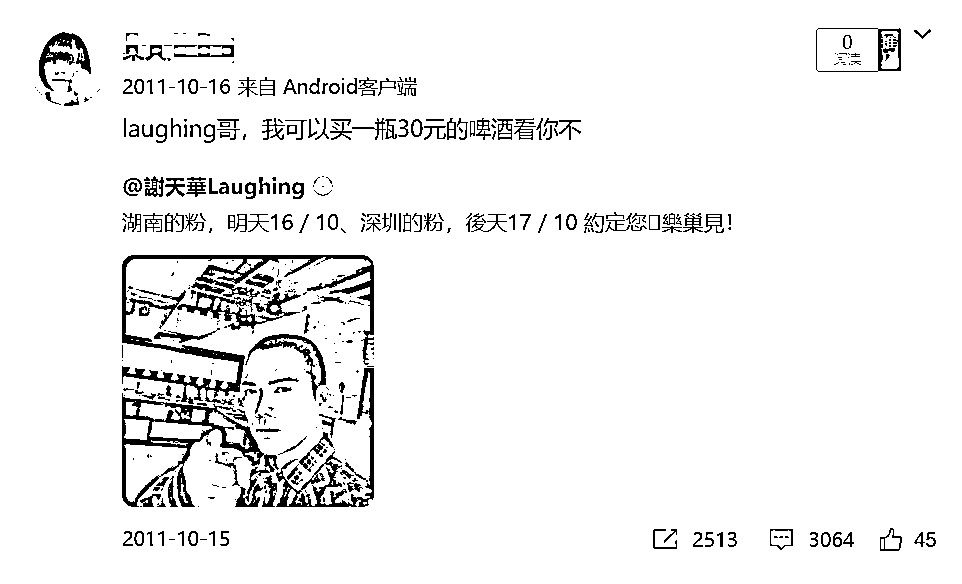 0
阅读
2011-10-16 来自 Android客户端
laughing哥，我可以买一瓶30元的啤酒看你不
@謝天華Laughing
湖南的粉，明天16 / 10、深圳的粉，後天17 / 10 約定您樂巢見！
2011-10-15
2513 3064 45